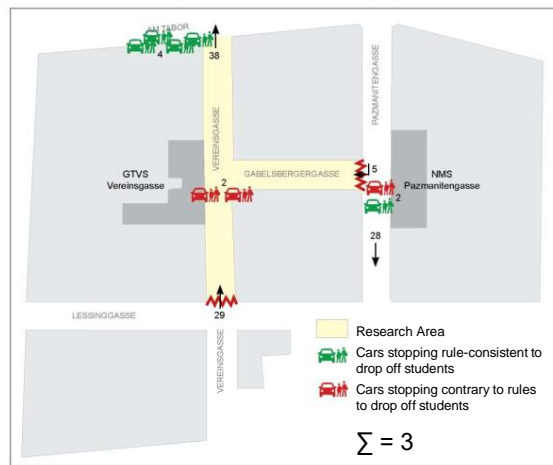 AM TABOR
4
38
VEREINSGASSE
PAZMANITENGASSE
GTVS
Vereinsgasse
2
GABELSBERGERGASSE
5
NMS
Pazmanitengasse
2
28
29
LESSINGGASSE
VEREINSGASSE
Research Area
Cars stopping rule-consistent to
drop off students
Cars stopping contrary to rules
to drop off students
∑ = 3